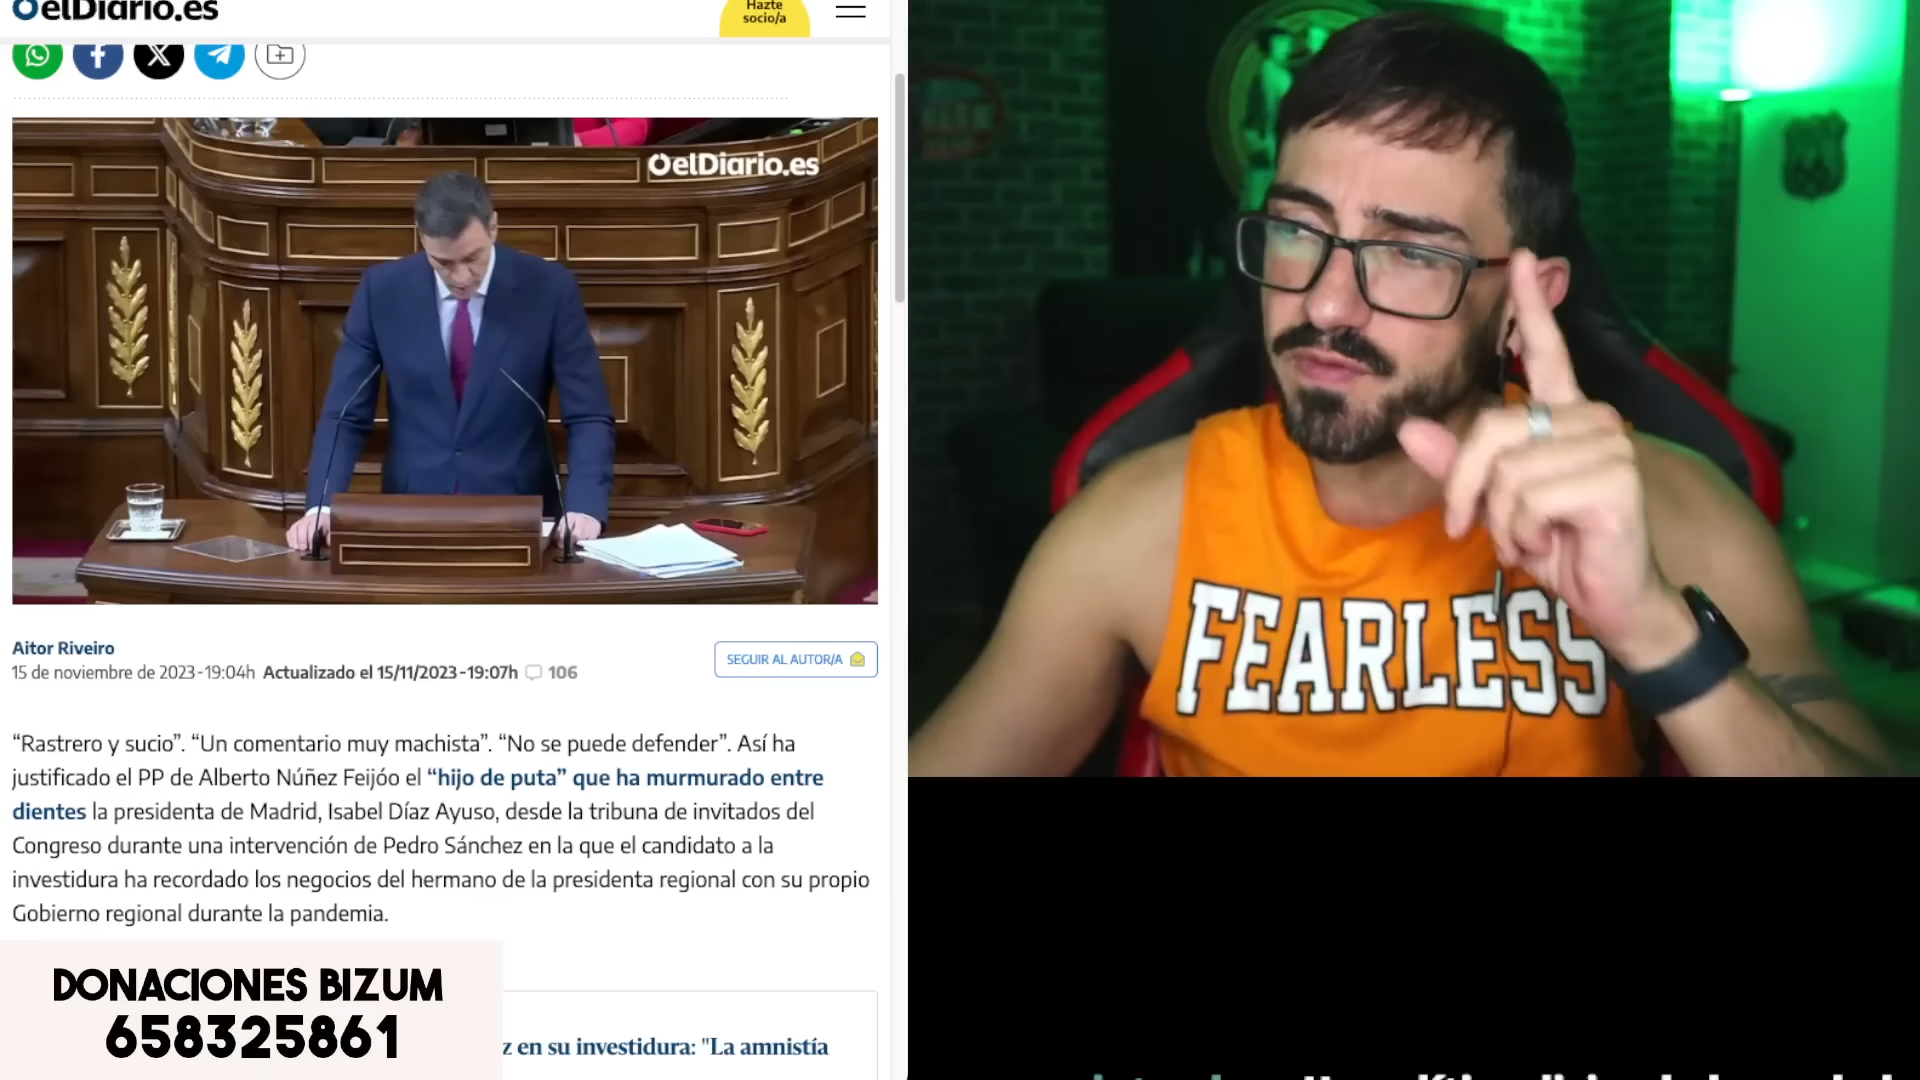 elDiario.es
Hazte
socio/a
elDiario.es
Aitor Riveiro
15 de noviembre de 2023 - 19:04h Actualizado el 15/11/2023 - 19:07h 106
SEGUIR AL AUTOR/A
“Rastrero y sucio”. “Un comentario muy machista”. “No se puede defender”. Así ha
justificado el PP de Alberto Núñez Feijóo el “hijo de puta” que ha murmurado entre
dientes la presidenta de Madrid, Isabel Díaz Ayuso, desde la tribuna de invitados del
Congreso durante una intervención de Pedro Sánchez en la que el candidato a la
investidura ha recordado los negocios del hermano de la presidenta regional con su propio
Gobierno regional durante la pandemia.
z en su investidura: "La amnistía
DONACIONES BIZUM
658325861
FEARLESS